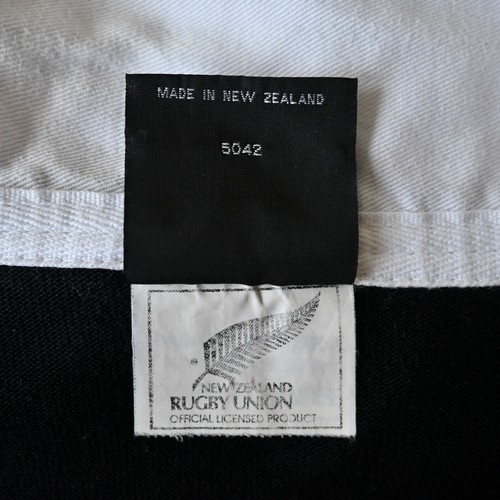 MADE IN NEW ZEALAND
5042
NEW ZEALAND
RUGBY UNION
OFFICIAL LICENSED PRODUCT